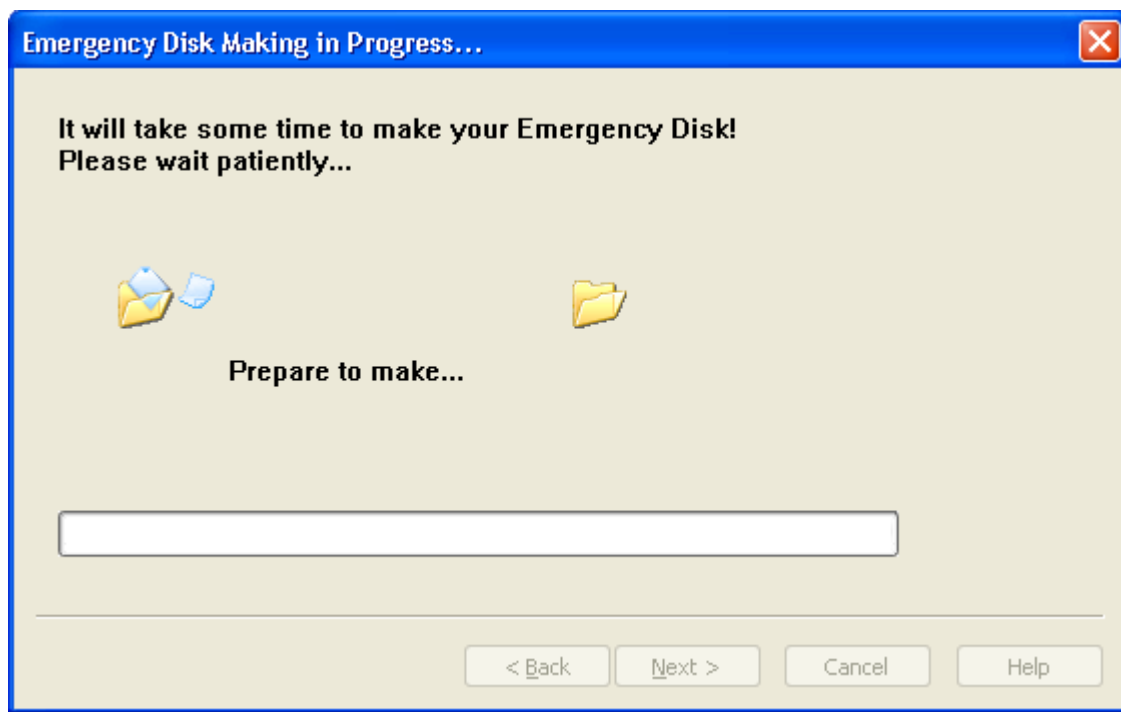 Emergency Disk Making in Progress...
It will take some time to make your Emergency Disk!
Please wait patiently...
Prepare to make...
< Back
Next >
Cancel
Help